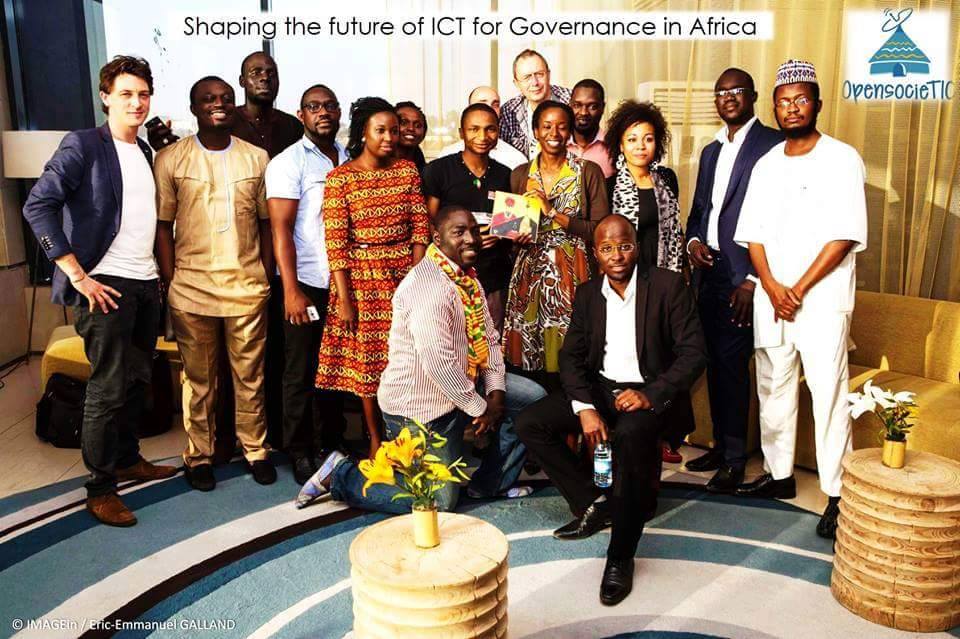 Shaping the future of ICT for Governance in Africa
OpensocieTIC
© IMAGEin / Eric-Emmanuel GALLAND